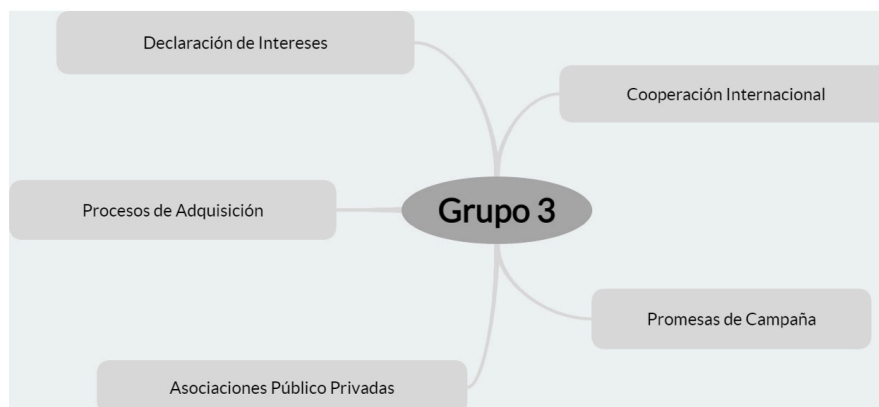 Declaración de Intereses
Cooperación Internacional
Procesos de Adquisición
Grupo 3
Promesas de Campaña
Asociaciones Público Privadas